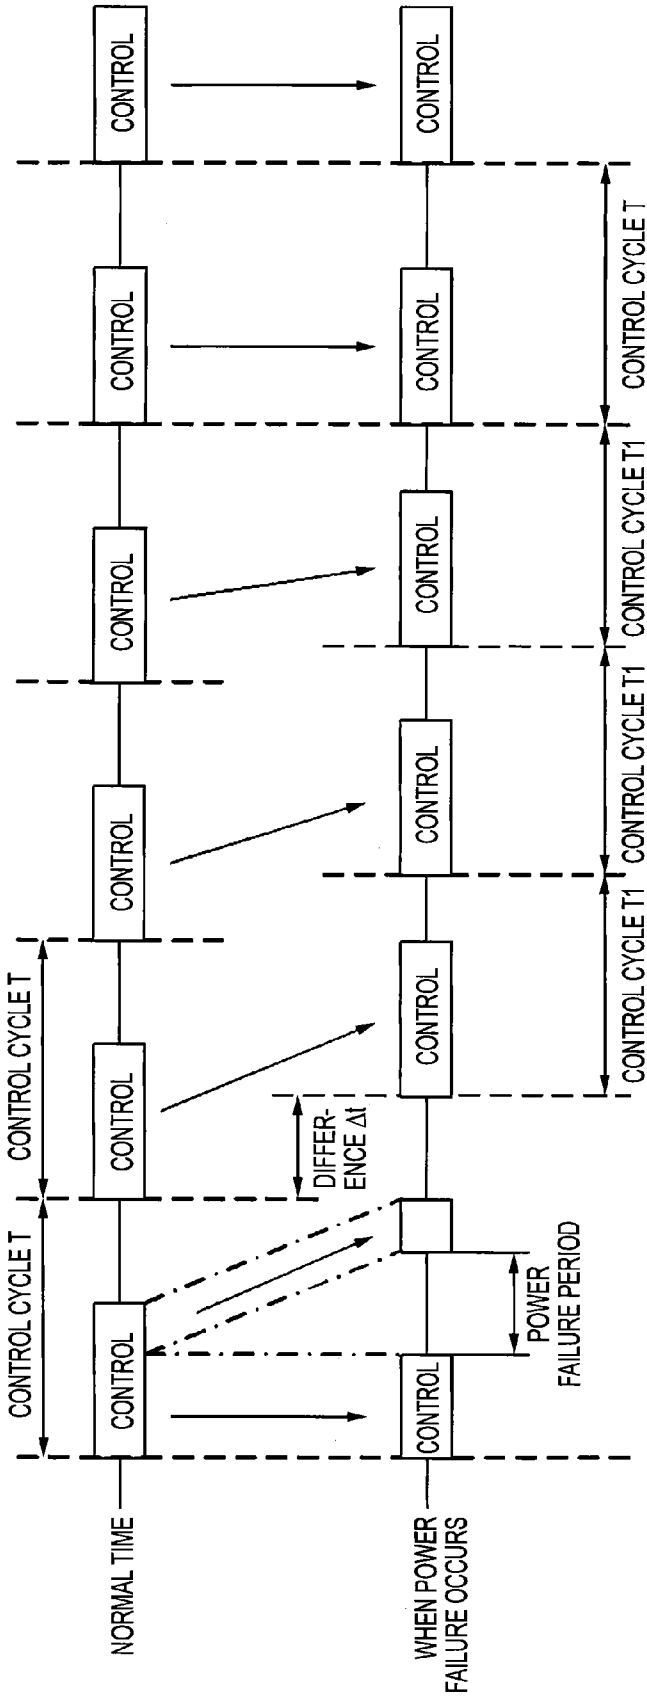 CONTROL CYCLE T
CONTROL CYCLE T
NORMAL TIME
CONTROL
CONTROL
CONTROL
CONTROL
CONTROL
CONTROL
DIFFER-
ENCE Δt
WHEN POWER
FAILURE OCCURS
CONTROL
CONTROL
CONTROL
CONTROL
CONTROL
CONTROL
POWER
FAILURE PERIOD
CONTROL CYCLE T1
CONTROL CYCLE T1
CONTROL CYCLE T1
CONTROL CYCLE T